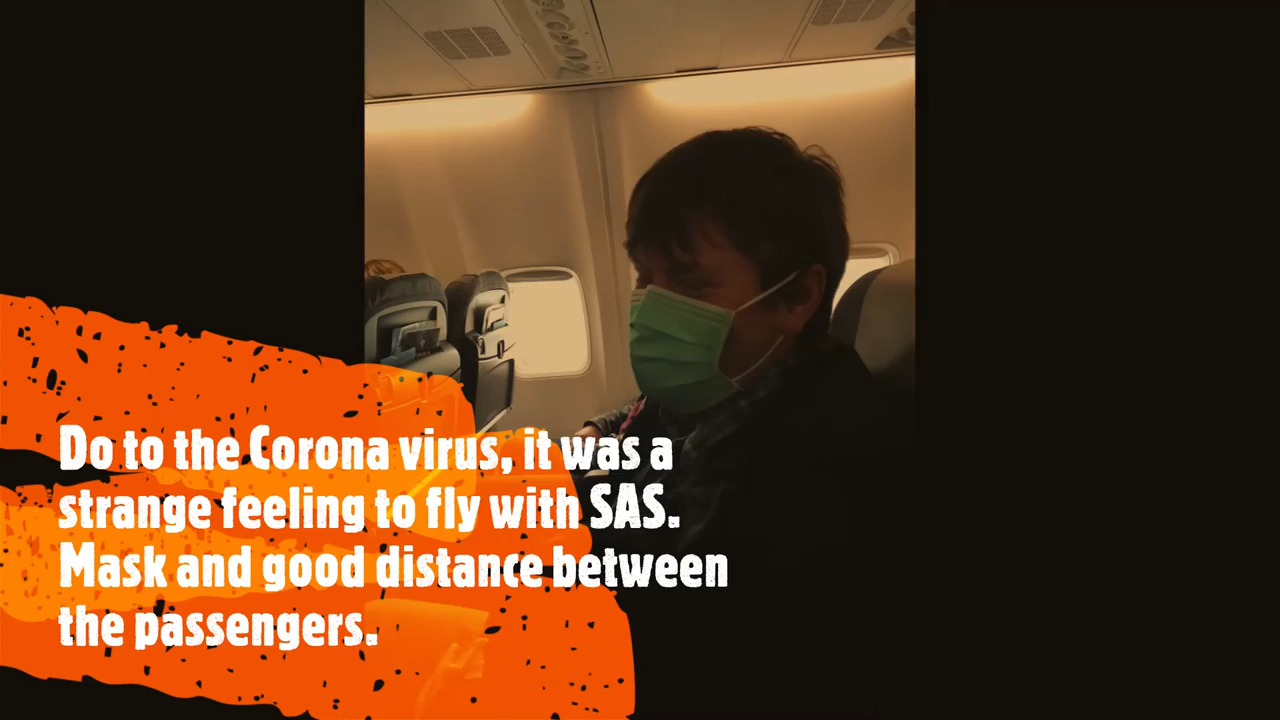 Do to the Corona virus, it was a
strange feeling to fly with SAS.
Mask and good distance between
the passengers.